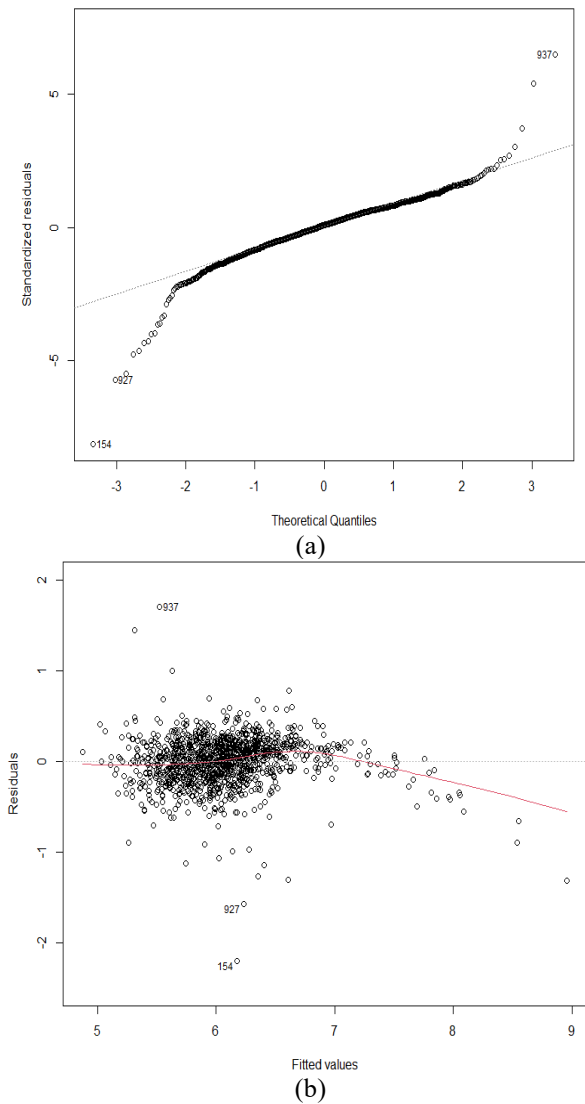 937
5
0
-5
927
154
Standardized residuals
-3 -2 -1 0 1 2 3
Theoretical Quantiles
(a)
2
937
1
0
-1
927
-2
154
Residuals
5 6 7 8 9
Fitted values
(b)